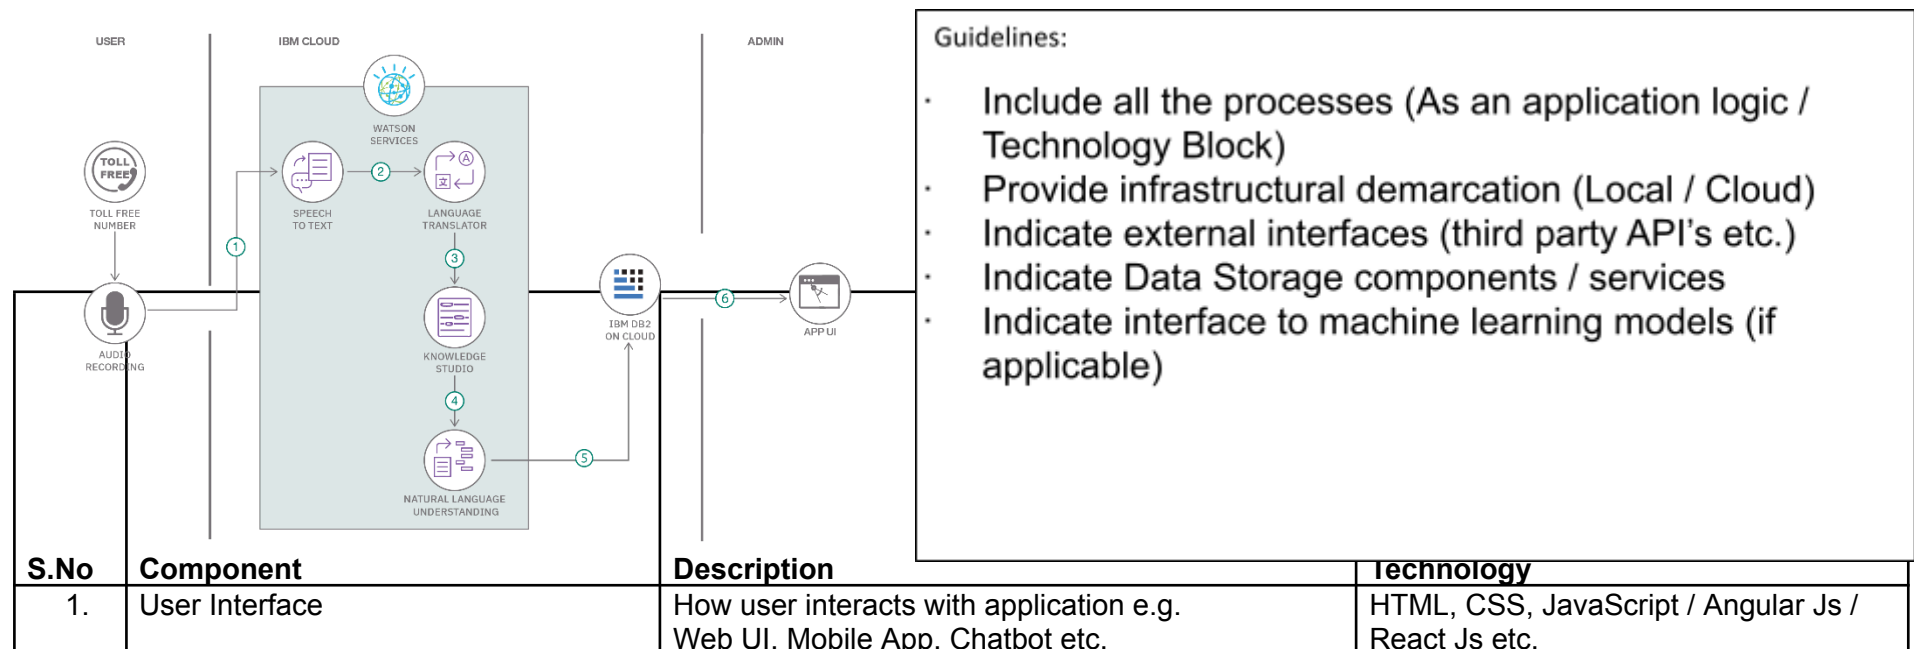 USER
IBM CLOUD
ADMIN
WATSON
SERVICES
TOLL
FREE
TOLL FREE
NUMBER
1
SPEECH
TO TEXT
2
LANGUAGE
TRANSLATOR
3
AUDIO
RECORDING
KNOWLEDGE
STUDIO
4
NATURAL LANGUAGE
UNDERSTANDING
5
IBM DB2
ON CLOUD
6
APP UI
Guidelines:
· Include all the processes (As an application logic /
Technology Block)
· Provide infrastructural demarcation (Local / Cloud)
· Indicate external interfaces (third party API's etc.)
· Indicate Data Storage components / services
· Indicate interface to machine learning models (if
applicable)
S.No Component Description Technology
1. User Interface How user interacts with application e.g. HTML, CSS, JavaScript / Angular Js /
Web UI, Mobile App, Chatbot etc. React Js etc.